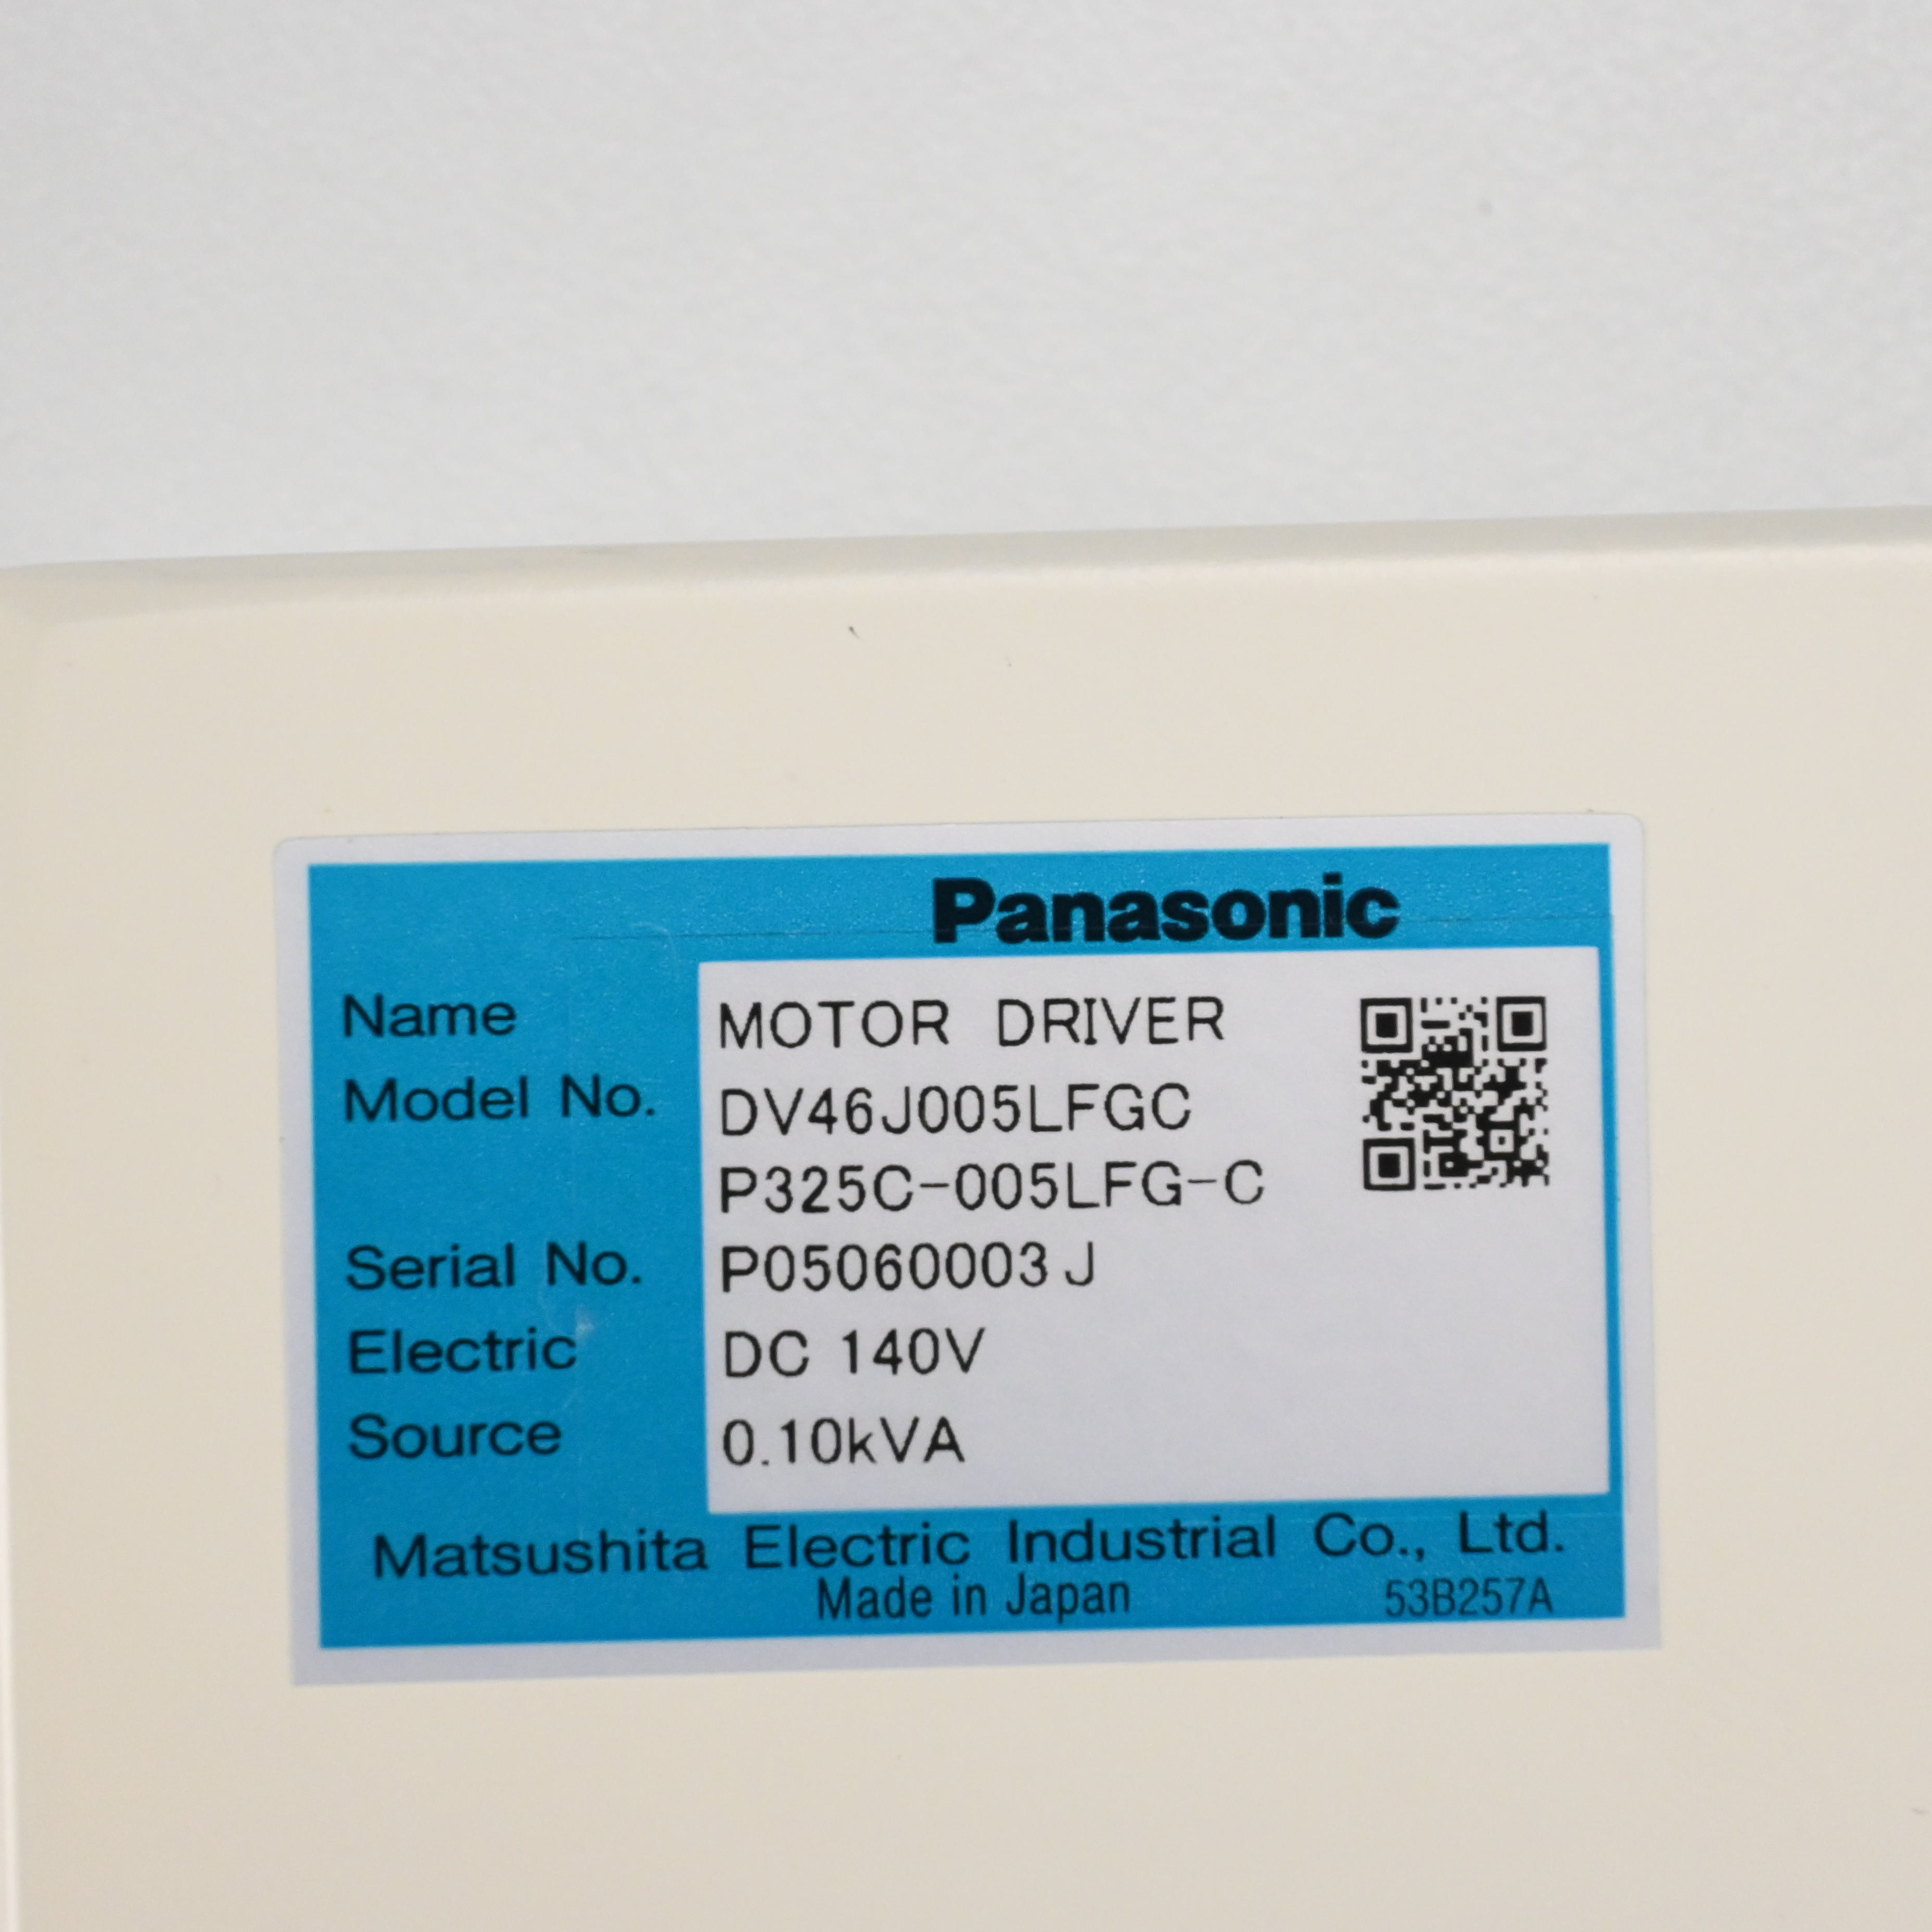 Panasonic
Name MOTOR DRIVER
Model No. DV46J005LFGC
P325C-005LFG-C
Serial No. P05060003J
Electric DC 140V
Source 0.10kVA
Matsushita Electric Industrial Co., Ltd.
Made in Japan 53B257A